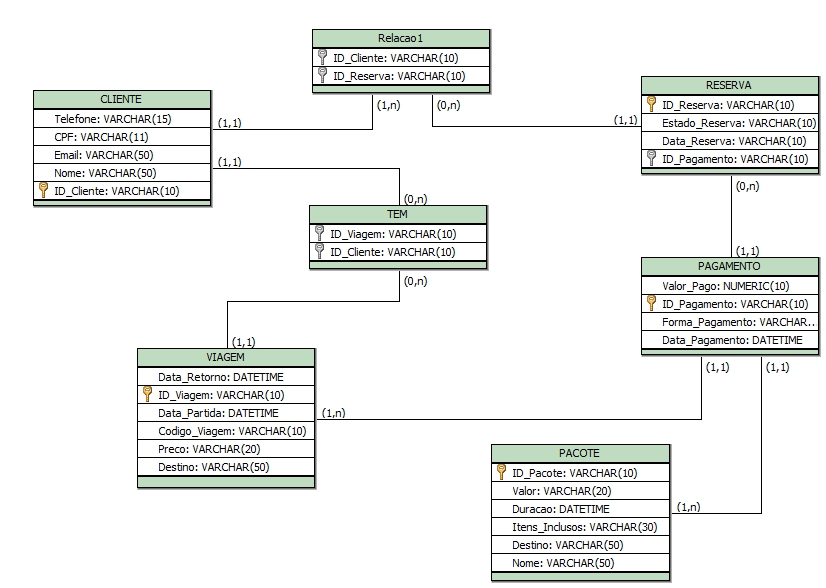 Relacao1
ID_Cliente: VARCHAR(10)
ID_Reserva: VARCHAR(10)
(1,n)
(0,n)
CLIENTE
Telefone: VARCHAR(15)
CPF: VARCHAR(11)
Email: VARCHAR(50)
Nome: VARCHAR(50)
ID_Cliente: VARCHAR(10)
(1,1)
(1,1)
RESERVA
ID_Reserva: VARCHAR(10)
Estado_Reserva: VARCHAR(10)
Data_Reserva: VARCHAR(10)
ID_Pagamento: VARCHAR(10)
(1,1)
(0,n)
(0,n)
TEM
ID_Viagem: VARCHAR(10)
ID_Cliente: VARCHAR(10)
(0,n)
(1,1)
PAGAMENTO
Valor_Pago: NUMERIC(10)
ID_Pagamento: VARCHAR(10)
Forma_Pagamento: VARCHAR..
Data_Pagamento: DATETIME
(1,1)
(1,1)
(1,1)
VIAGEM
Data_Retorno: DATETIME
ID_Viagem: VARCHAR(10)
Data_Partida: DATETIME
Codigo_Viagem: VARCHAR(10)
Preco: VARCHAR(20)
Destino: VARCHAR(50)
(1,n)
PACOTE
ID_Pacote: VARCHAR(10)
Valor: VARCHAR(20)
Duracao: DATETIME
Itens_Inclusos: VARCHAR(30)
Destino: VARCHAR(50)
Nome: VARCHAR(50)
(1,n)